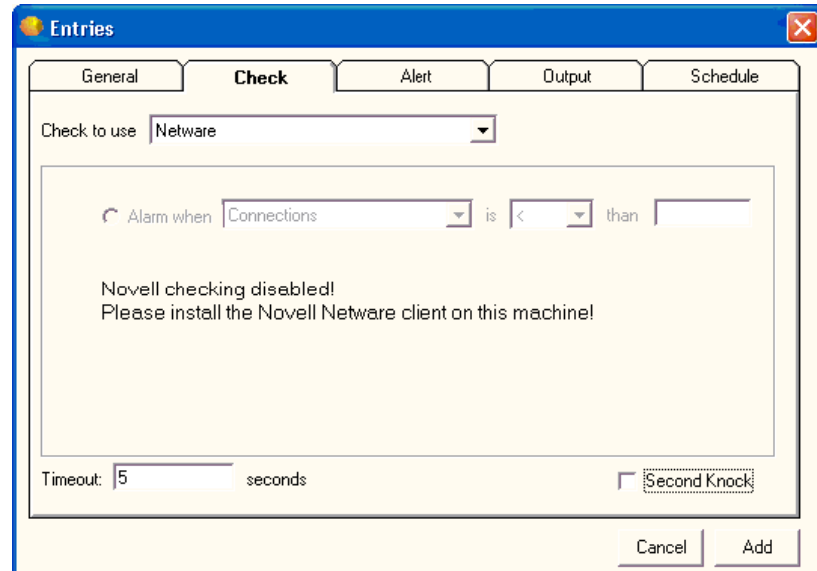 Entries
General Check Alert Output Schedule
Check to use Netware
Alarm when Connections is < than
Novell checking disabled!
Please install the Novell Netware client on this machine!
Timeout: 5 seconds Second Knock
Cancel Add